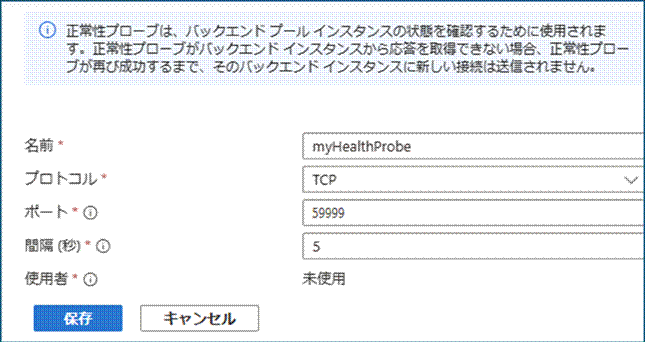 正常性プローブは、バックエンド プール インスタンスの状態を確認するために使用されま
す。正常性プローブがバックエンド インスタンスから応答を取得できない場合、正常性プロー
ブが再び成功するまで、そのバックエンド インスタンスに新しい接続は送信されません。
名前 * myHealthProbe
プロトコル * TCP
ポート * 59999
間隔 (秒) * 5
使用者 * 未使用
保存 キャンセル